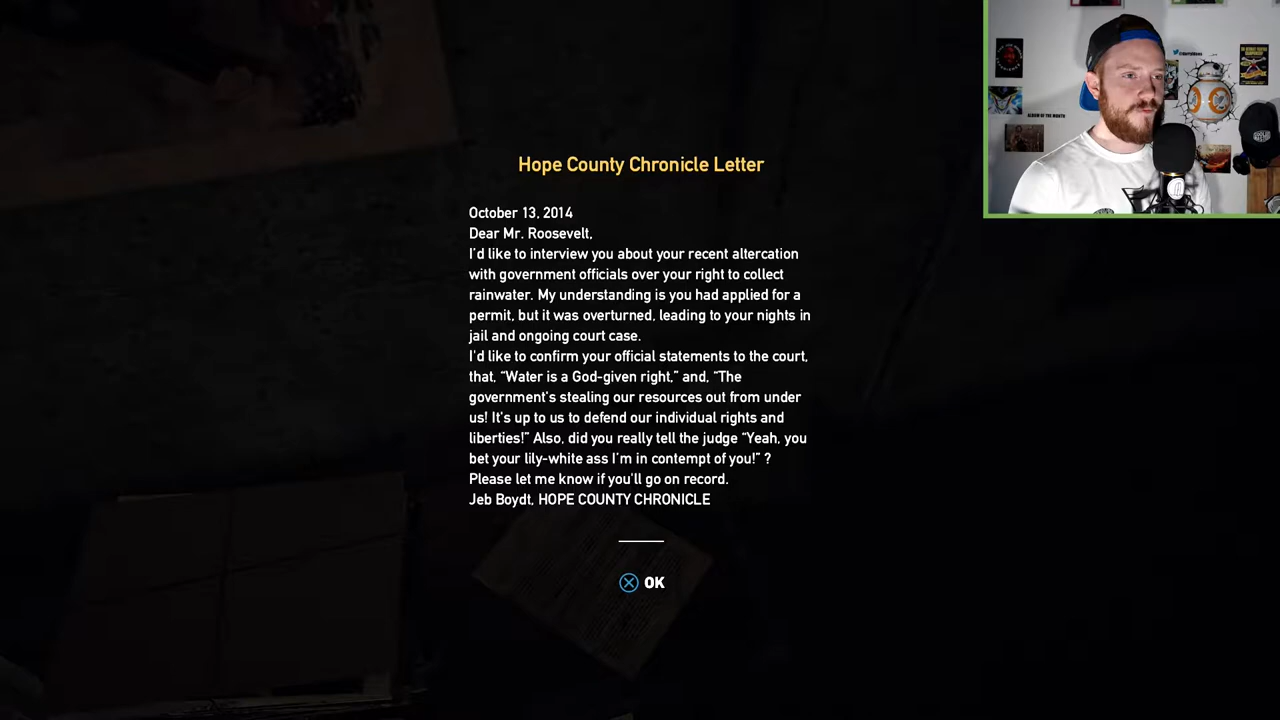 Hope County Chronicle Letter
October 13, 2014
Dear Mr. Roosevelt,
I'd like to interview you about your recent altercation
with government officials over your right to collect
rainwater. My understanding is you had applied for a
permit, but it was overturned, leading to your nights in
jail and ongoing court case.
I'd like to confirm your official statements to the court,
that, “Water is a God-given right,” and, “The
government's stealing our resources out from under
us! It's up to us to defend our individual rights and
liberties!” Also, did you really tell the judge “Yeah, you
bet your lily-white ass I'm in contempt of you!” ?
Please let me know if you'll go on record.
Jeb Boydt, HOPE COUNTY CHRONICLE
OK
ALBUM OF THE MONTH